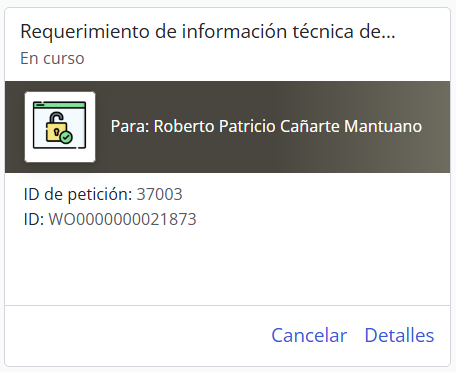 Requerimiento de información técnica de...
En curso
Para: Roberto Patricio Cañarte Mantuano
ID de petición: 37003
ID: WO0000000021873
Cancelar Detalles